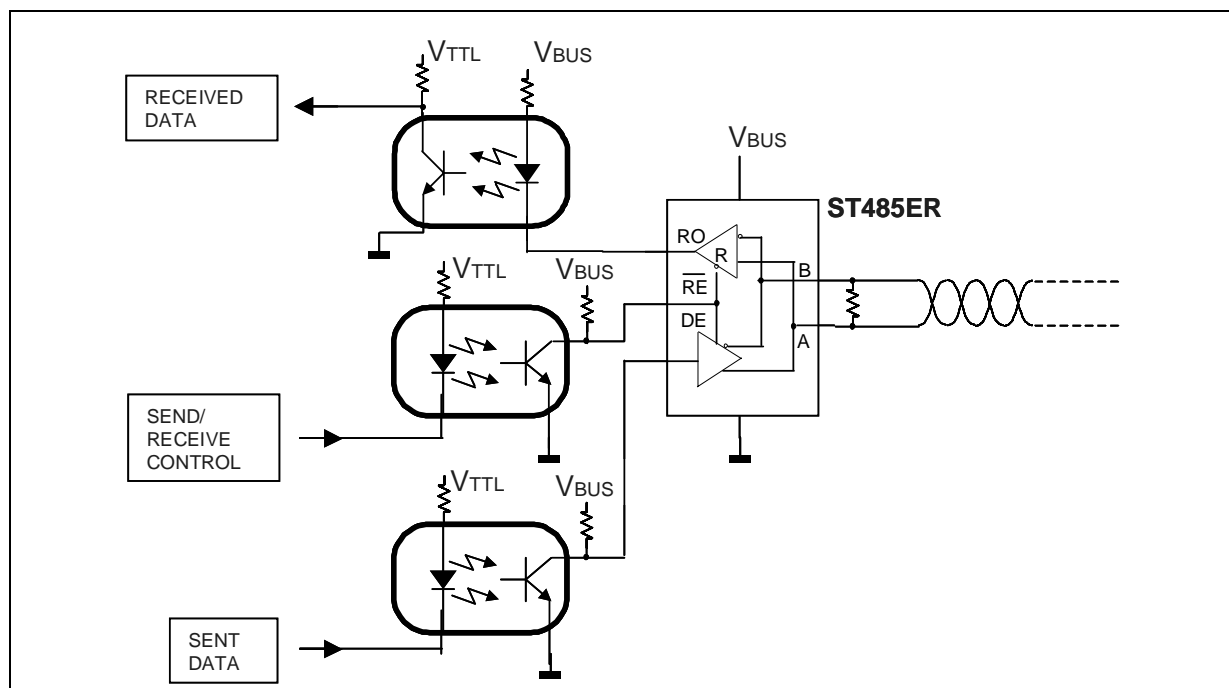 VTTL
VBUS
RECEIVED
DATA
VBUS
ST485ER
RO
R
B
RE
DE
A
VTTL
VBUS
SEND/
RECEIVE
CONTROL
VTTL
VBUS
SENT
DATA